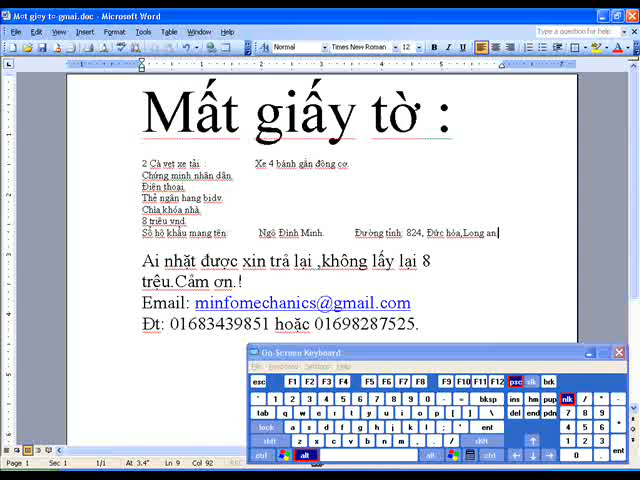 Mất giấy tờ-gmai.doc - Microsoft Word
File Edit View Insert Format Tools Table Window Help Type a question for help
Normal Times New Roman 12 B I U
Mất giấy tờ :
2 Cà vẹt xe tải. : Xe 4 bánh gắn động cơ.
Chứng minh nhân dân.
Điện thoại.
Thẻ ngân hang bidv.
Chìa khóa nhà.
8 triệu vnd.
Sổ hộ khẩu mang tên: Ngô Đình Minh. Đường tỉnh: 824, Đức hòa,Long an
Ai nhặt được xin trả lại ,không lấy lại 8
trệu.Cảm ơn.!
Email: minfomechanics@gmail.com
Đt: 01683439851 hoặc 01698287525.
On-Screen Keyboard
File Keyboard Settings Help
esc F1 F2 F3 F4 F5 F6 F7 F8 F9 F10 F11 F12 psc slk brk
` 1 2 3 4 5 6 7 8 9 0 - = bksp ins hm pup nlk / * -
tab q w e r t y u i o p [ ] \ del end pdn 7 8 9 +
lock a s d f g h j k l ; ' ent 4 5 6
shft z x c v b n m , . / shft ↑ 1 2 3 ent
ctrl alt alt ctrl ← ↓ → 0 .
Page 1 Sec 1 1/1 At 3.4" Ln 9 Col 92